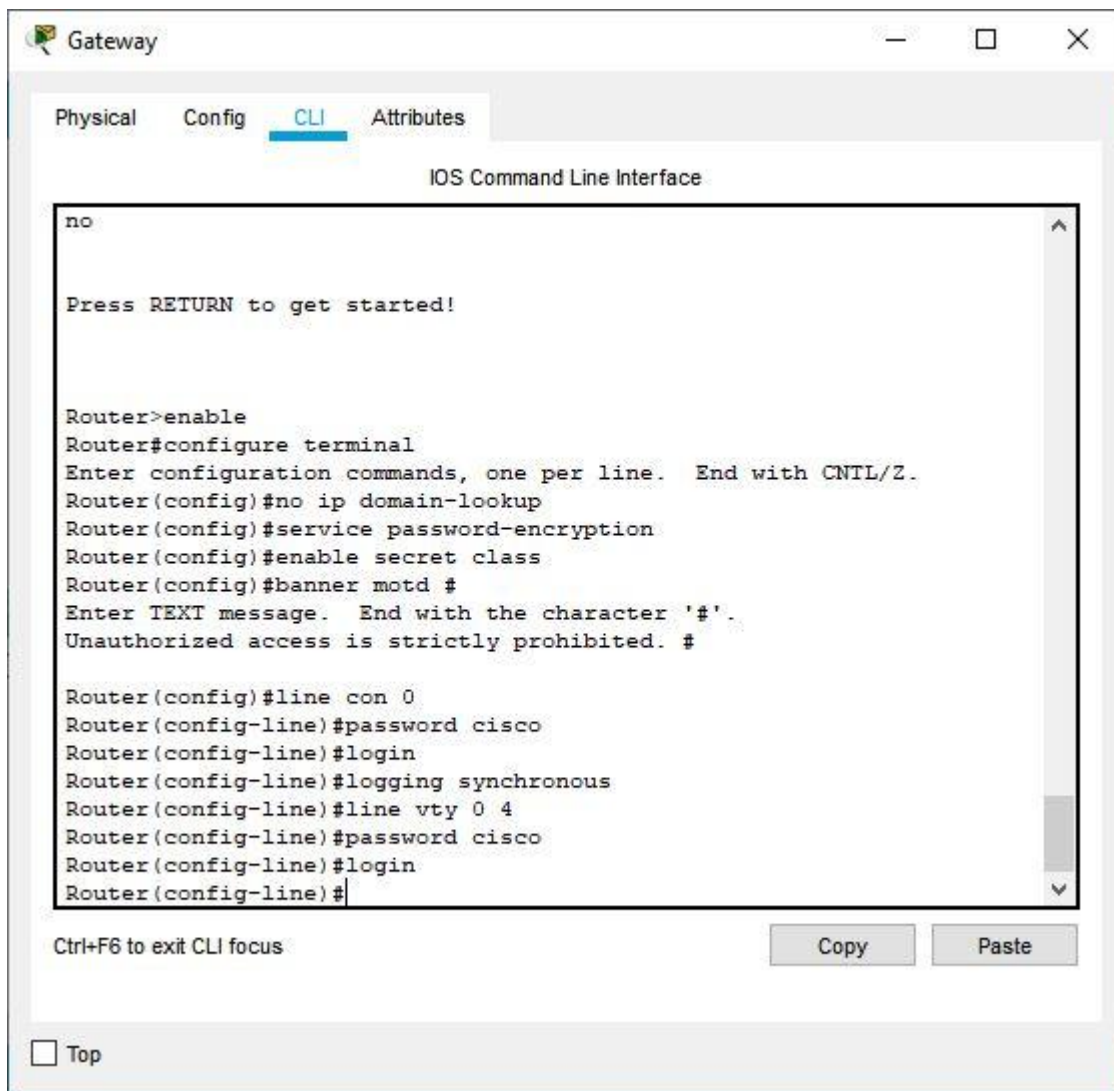 Gateway
Physical Config CLI Attributes
IOS Command Line Interface
no
Press RETURN to get started!
Router>enable
Router#configure terminal
Enter configuration commands, one per line.  End with CNTL/Z.
Router(config)#no ip domain-lookup
Router(config)#service password-encryption
Router(config)#enable secret class
Router(config)#banner motd #
Enter TEXT message.  End with the character '#'.
Unauthorized access is strictly prohibited. #
Router(config)#line con 0
Router(config-line)#password cisco
Router(config-line)#login
Router(config-line)#logging synchronous
Router(config-line)#line vty 0 4
Router(config-line)#password cisco
Router(config-line)#login
Router(config-line)#
Ctrl+F6 to exit CLI focus
Copy Paste
Top